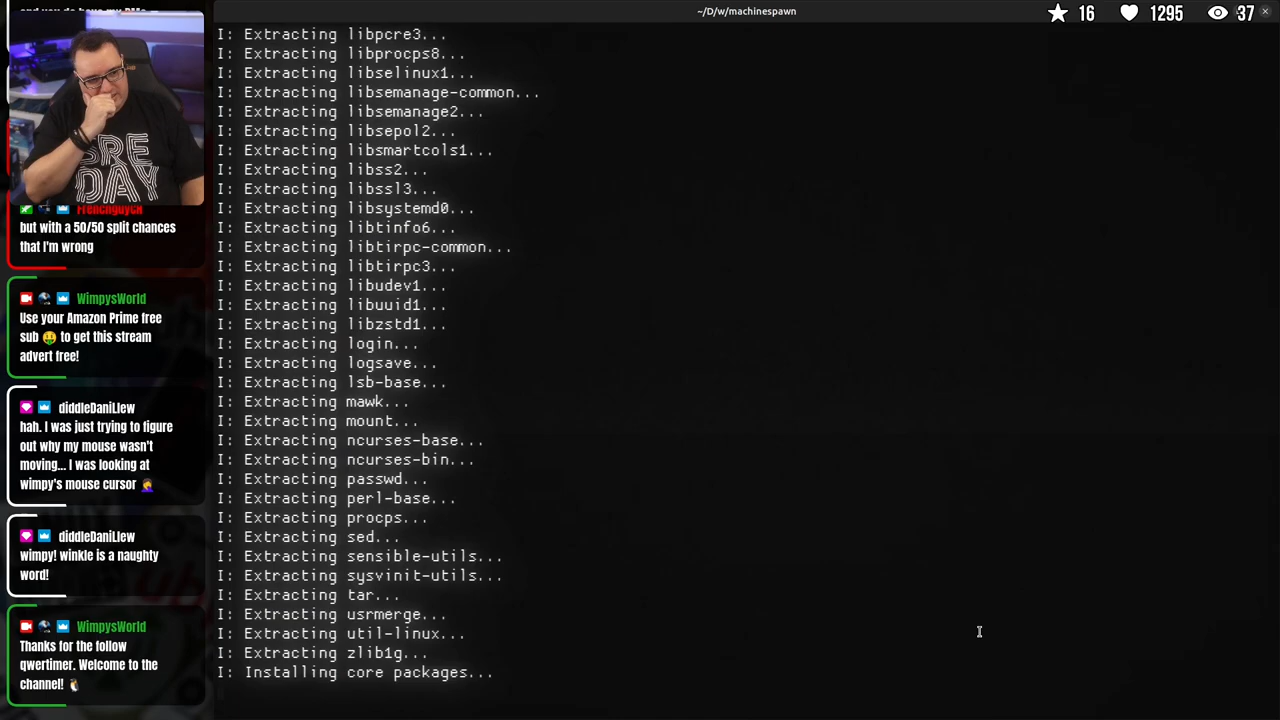 ~/D/w/machinespawn
16
1295
37
BRE
DAY
FrenchguyCH
but with a 50/50 split chances
that I'm wrong
WimpysWorld
Use your Amazon Prime free
sub 🤑 to get this stream
advert free!
diddleDaniLlew
hah. I was just trying to figure
out why my mouse wasn't
moving... I was looking at
wimpy's mouse cursor 🤦‍♀️
diddleDaniLlew
wimpy! winkle is a naughty
word!
WimpysWorld
Thanks for the follow
qwertimer. Welcome to the
channel! 🐧
I: Extracting libpcre3...
I: Extracting libprocps8...
I: Extracting libselinux1...
I: Extracting libsemanage-common...
I: Extracting libsemanage2...
I: Extracting libsepol2...
I: Extracting libsmartcols1...
I: Extracting libss2...
I: Extracting libssl3...
I: Extracting libsystemd0...
I: Extracting libtinfo6...
I: Extracting libtirpc-common...
I: Extracting libtirpc3...
I: Extracting libudev1...
I: Extracting libuuid1...
I: Extracting libzstd1...
I: Extracting login...
I: Extracting logsave...
I: Extracting lsb-base...
I: Extracting mawk...
I: Extracting mount...
I: Extracting ncurses-base...
I: Extracting ncurses-bin...
I: Extracting passwd...
I: Extracting perl-base...
I: Extracting procps...
I: Extracting sed...
I: Extracting sensible-utils...
I: Extracting sysvinit-utils...
I: Extracting tar...
I: Extracting usrmerge...
I: Extracting util-linux...
I: Extracting zlib1g...
I: Installing core packages...